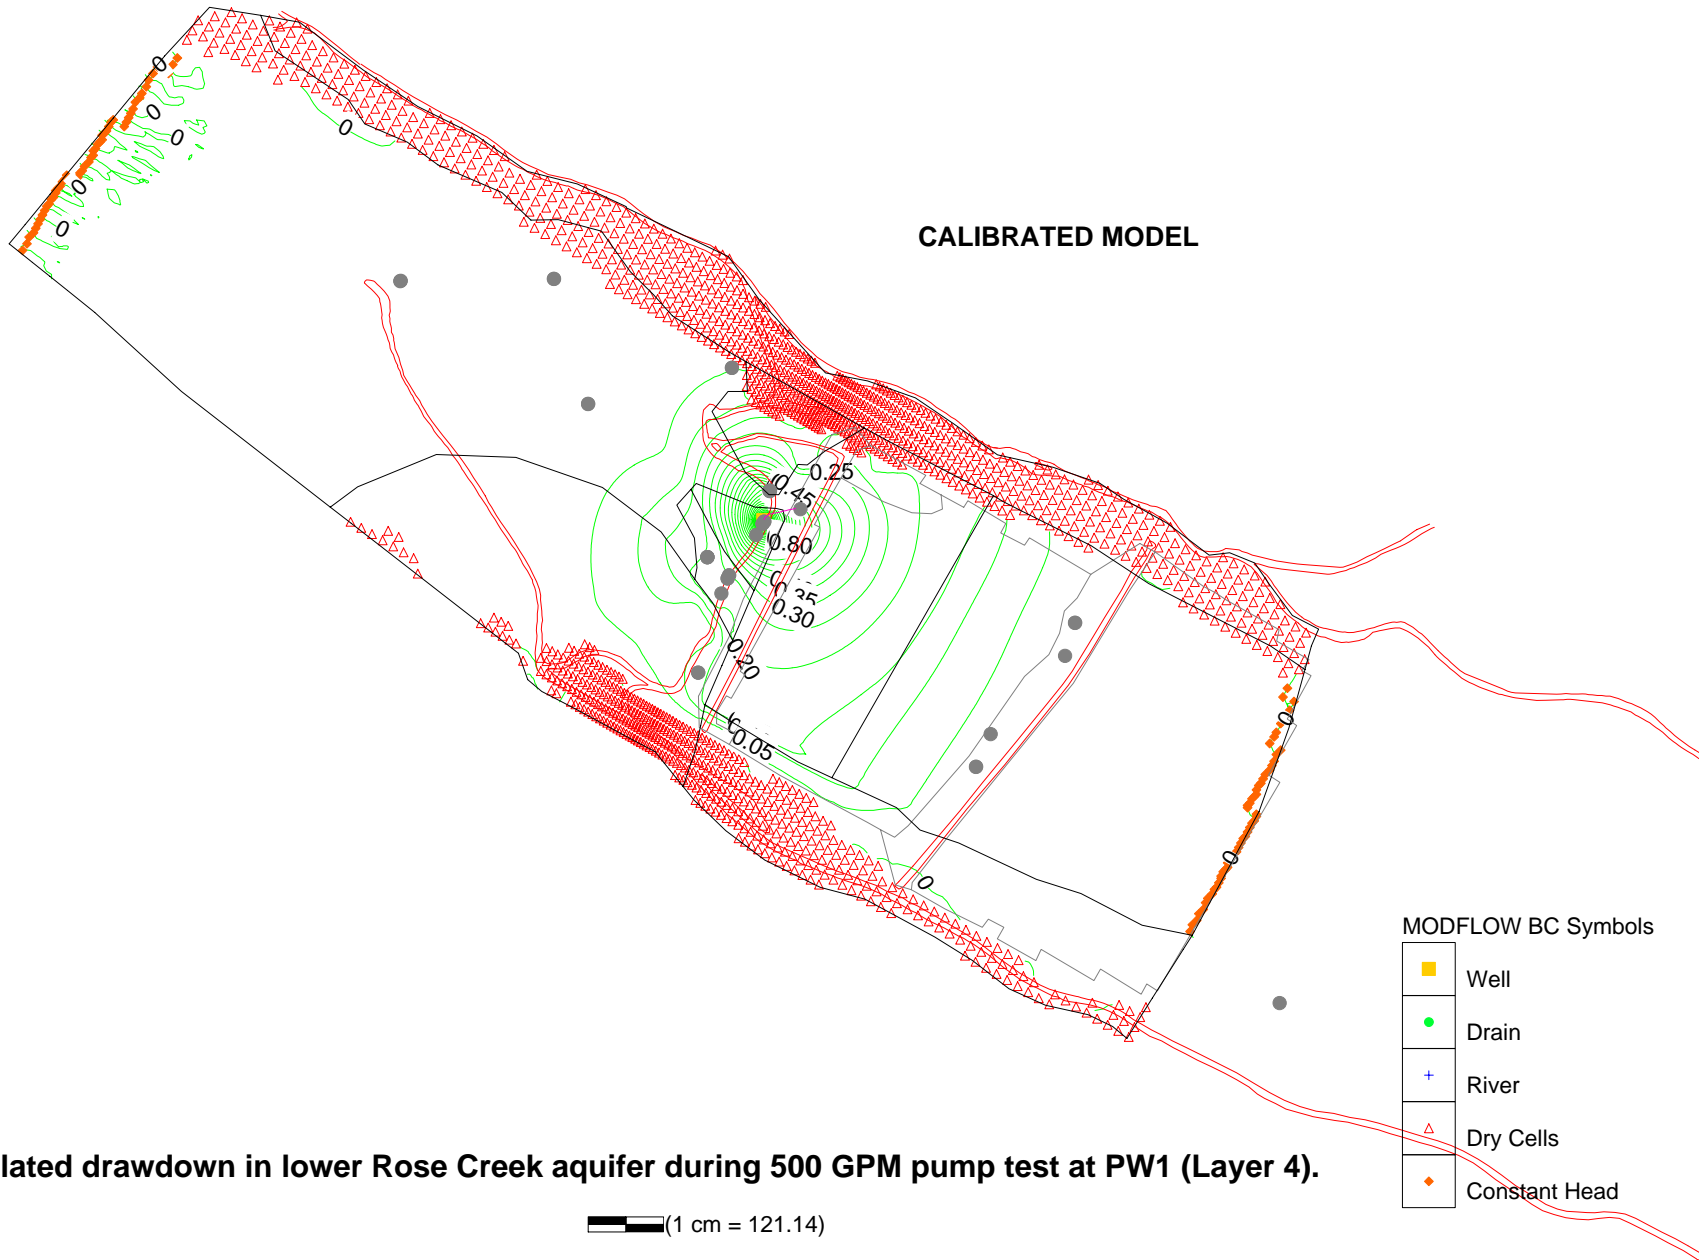 0
0
0
0
0
0
CALIBRATED MODEL
0.25
0.45
0.80
0.35
0.30
0.20
0.05
0
0
0
MODFLOW BC Symbols
Well
Drain
River
Dry Cells
Constant Head
lated drawdown in lower Rose Creek aquifer during 500 GPM pump test at PW1 (Layer 4).
(1 cm = 121.14)